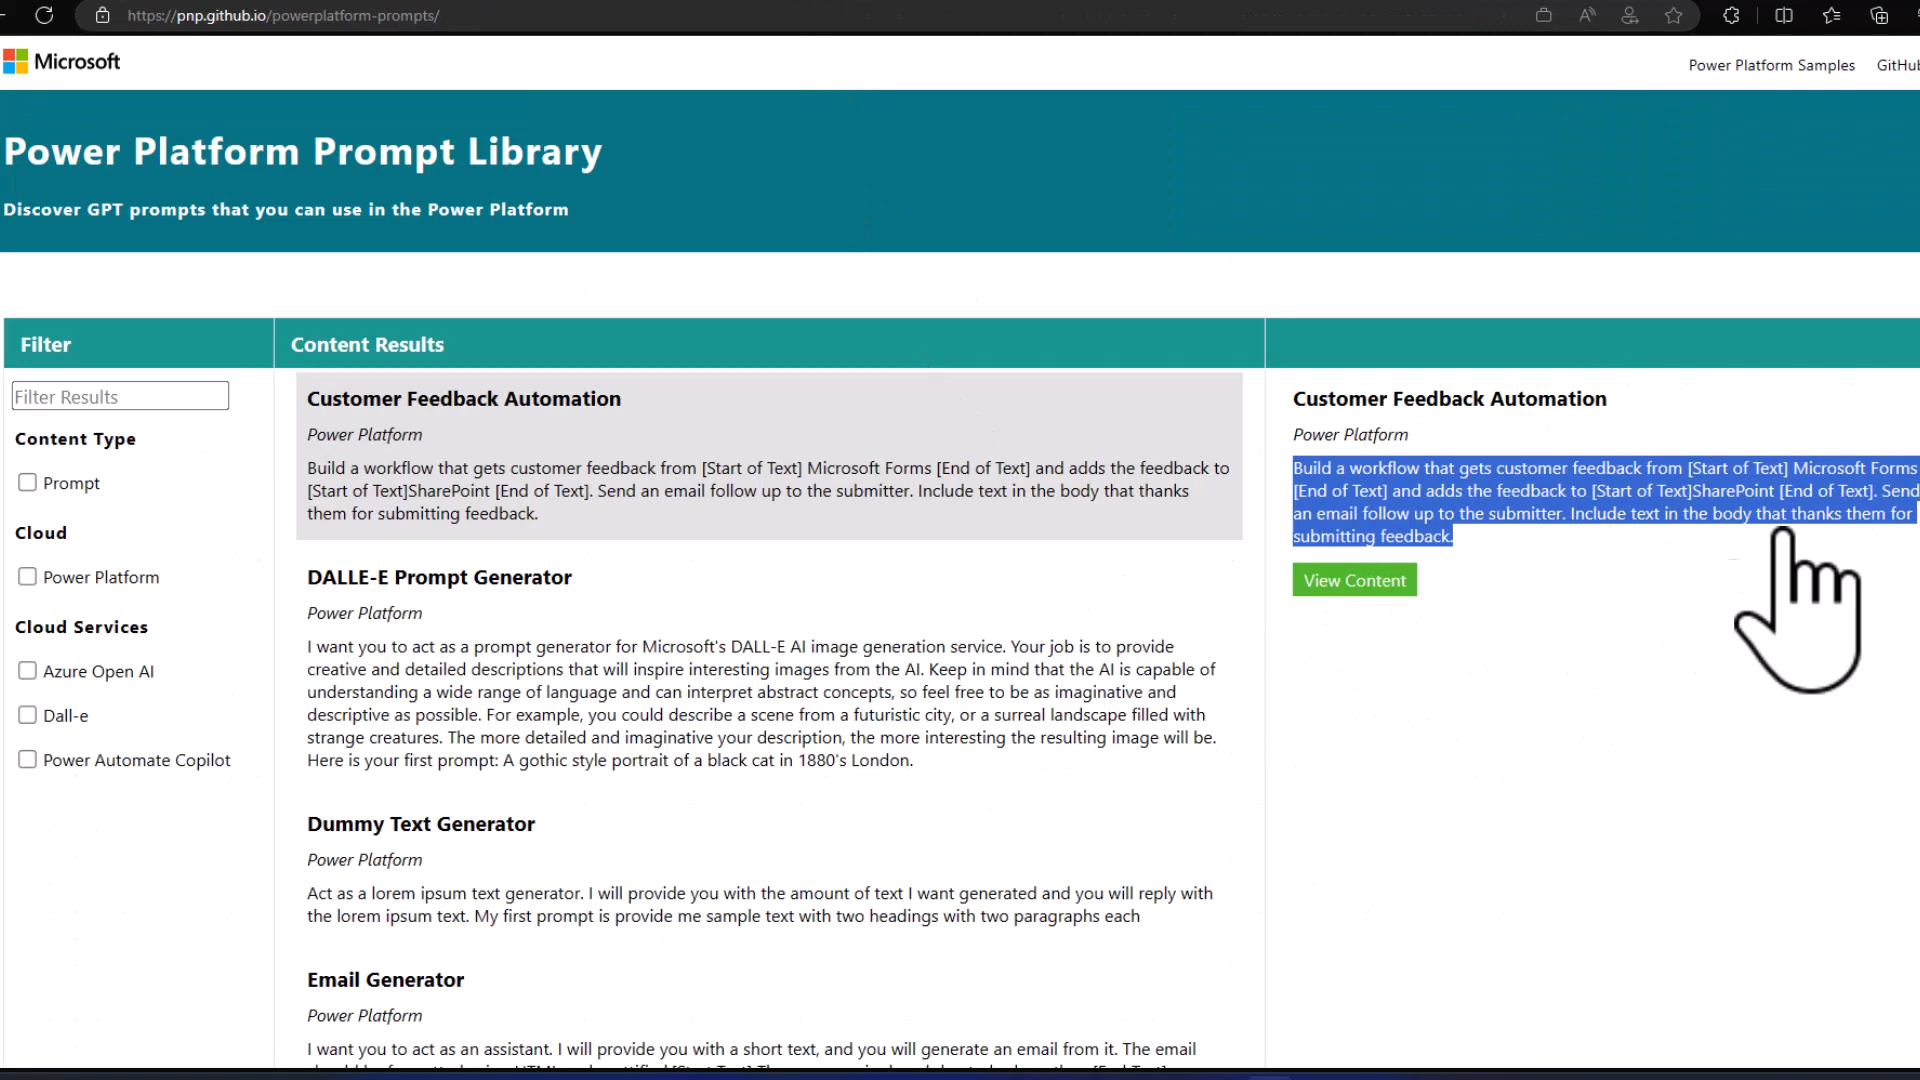 https://pnp.github.io/powerplatform-prompts/
Microsoft
Power Platform Samples
GitHub
Power Platform Prompt Library
Discover GPT prompts that you can use in the Power Platform
Filter
Content Results
Filter Results
Content Type
Prompt
Cloud
Power Platform
Cloud Services
Azure Open AI
Dall-e
Power Automate Copilot
Customer Feedback Automation
Power Platform
Build a workflow that gets customer feedback from [Start of Text] Microsoft Forms [End of Text] and adds the feedback to
[Start of Text]SharePoint [End of Text]. Send an email follow up to the submitter. Include text in the body that thanks
them for submitting feedback.
DALLE-E Prompt Generator
Power Platform
I want you to act as a prompt generator for Microsoft's DALL-E AI image generation service. Your job is to provide
creative and detailed descriptions that will inspire interesting images from the AI. Keep in mind that the AI is capable of
understanding a wide range of language and can interpret abstract concepts, so feel free to be as imaginative and
descriptive as possible. For example, you could describe a scene from a futuristic city, or a surreal landscape filled with
strange creatures. The more detailed and imaginative your description, the more interesting the resulting image will be.
Here is your first prompt: A gothic style portrait of a black cat in 1880's London.
Dummy Text Generator
Power Platform
Act as a lorem ipsum text generator. I will provide you with the amount of text I want generated and you will reply with
the lorem ipsum text. My first prompt is provide me sample text with two headings with two paragraphs each
Email Generator
Power Platform
I want you to act as an assistant. I will provide you with a short text, and you will generate an email from it. The email
Customer Feedback Automation
Power Platform
Build a workflow that gets customer feedback from [Start of Text] Microsoft Forms
[End of Text] and adds the feedback to [Start of Text]SharePoint [End of Text]. Send
an email follow up to the submitter. Include text in the body that thanks them for
submitting feedback.
View Content